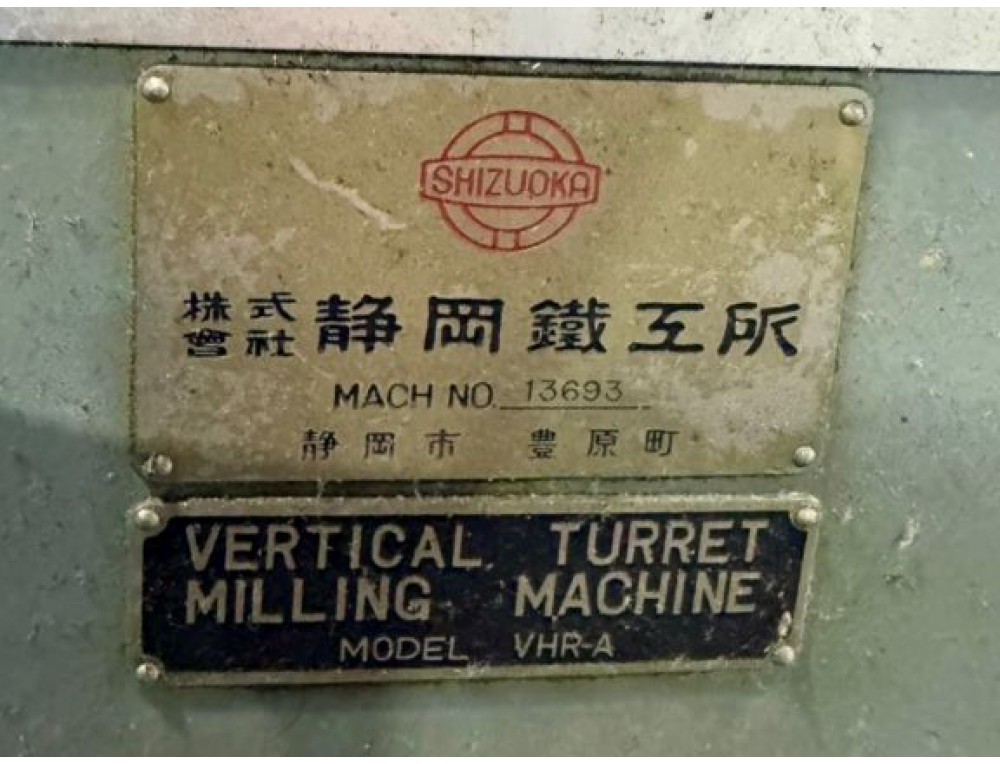 SHIZUOKA
株式會社 静岡鐵工所
MACH NO. 13693
静岡市 豊原町
VERTICAL TURRET
MILLING MACHINE
MODEL VHR-A